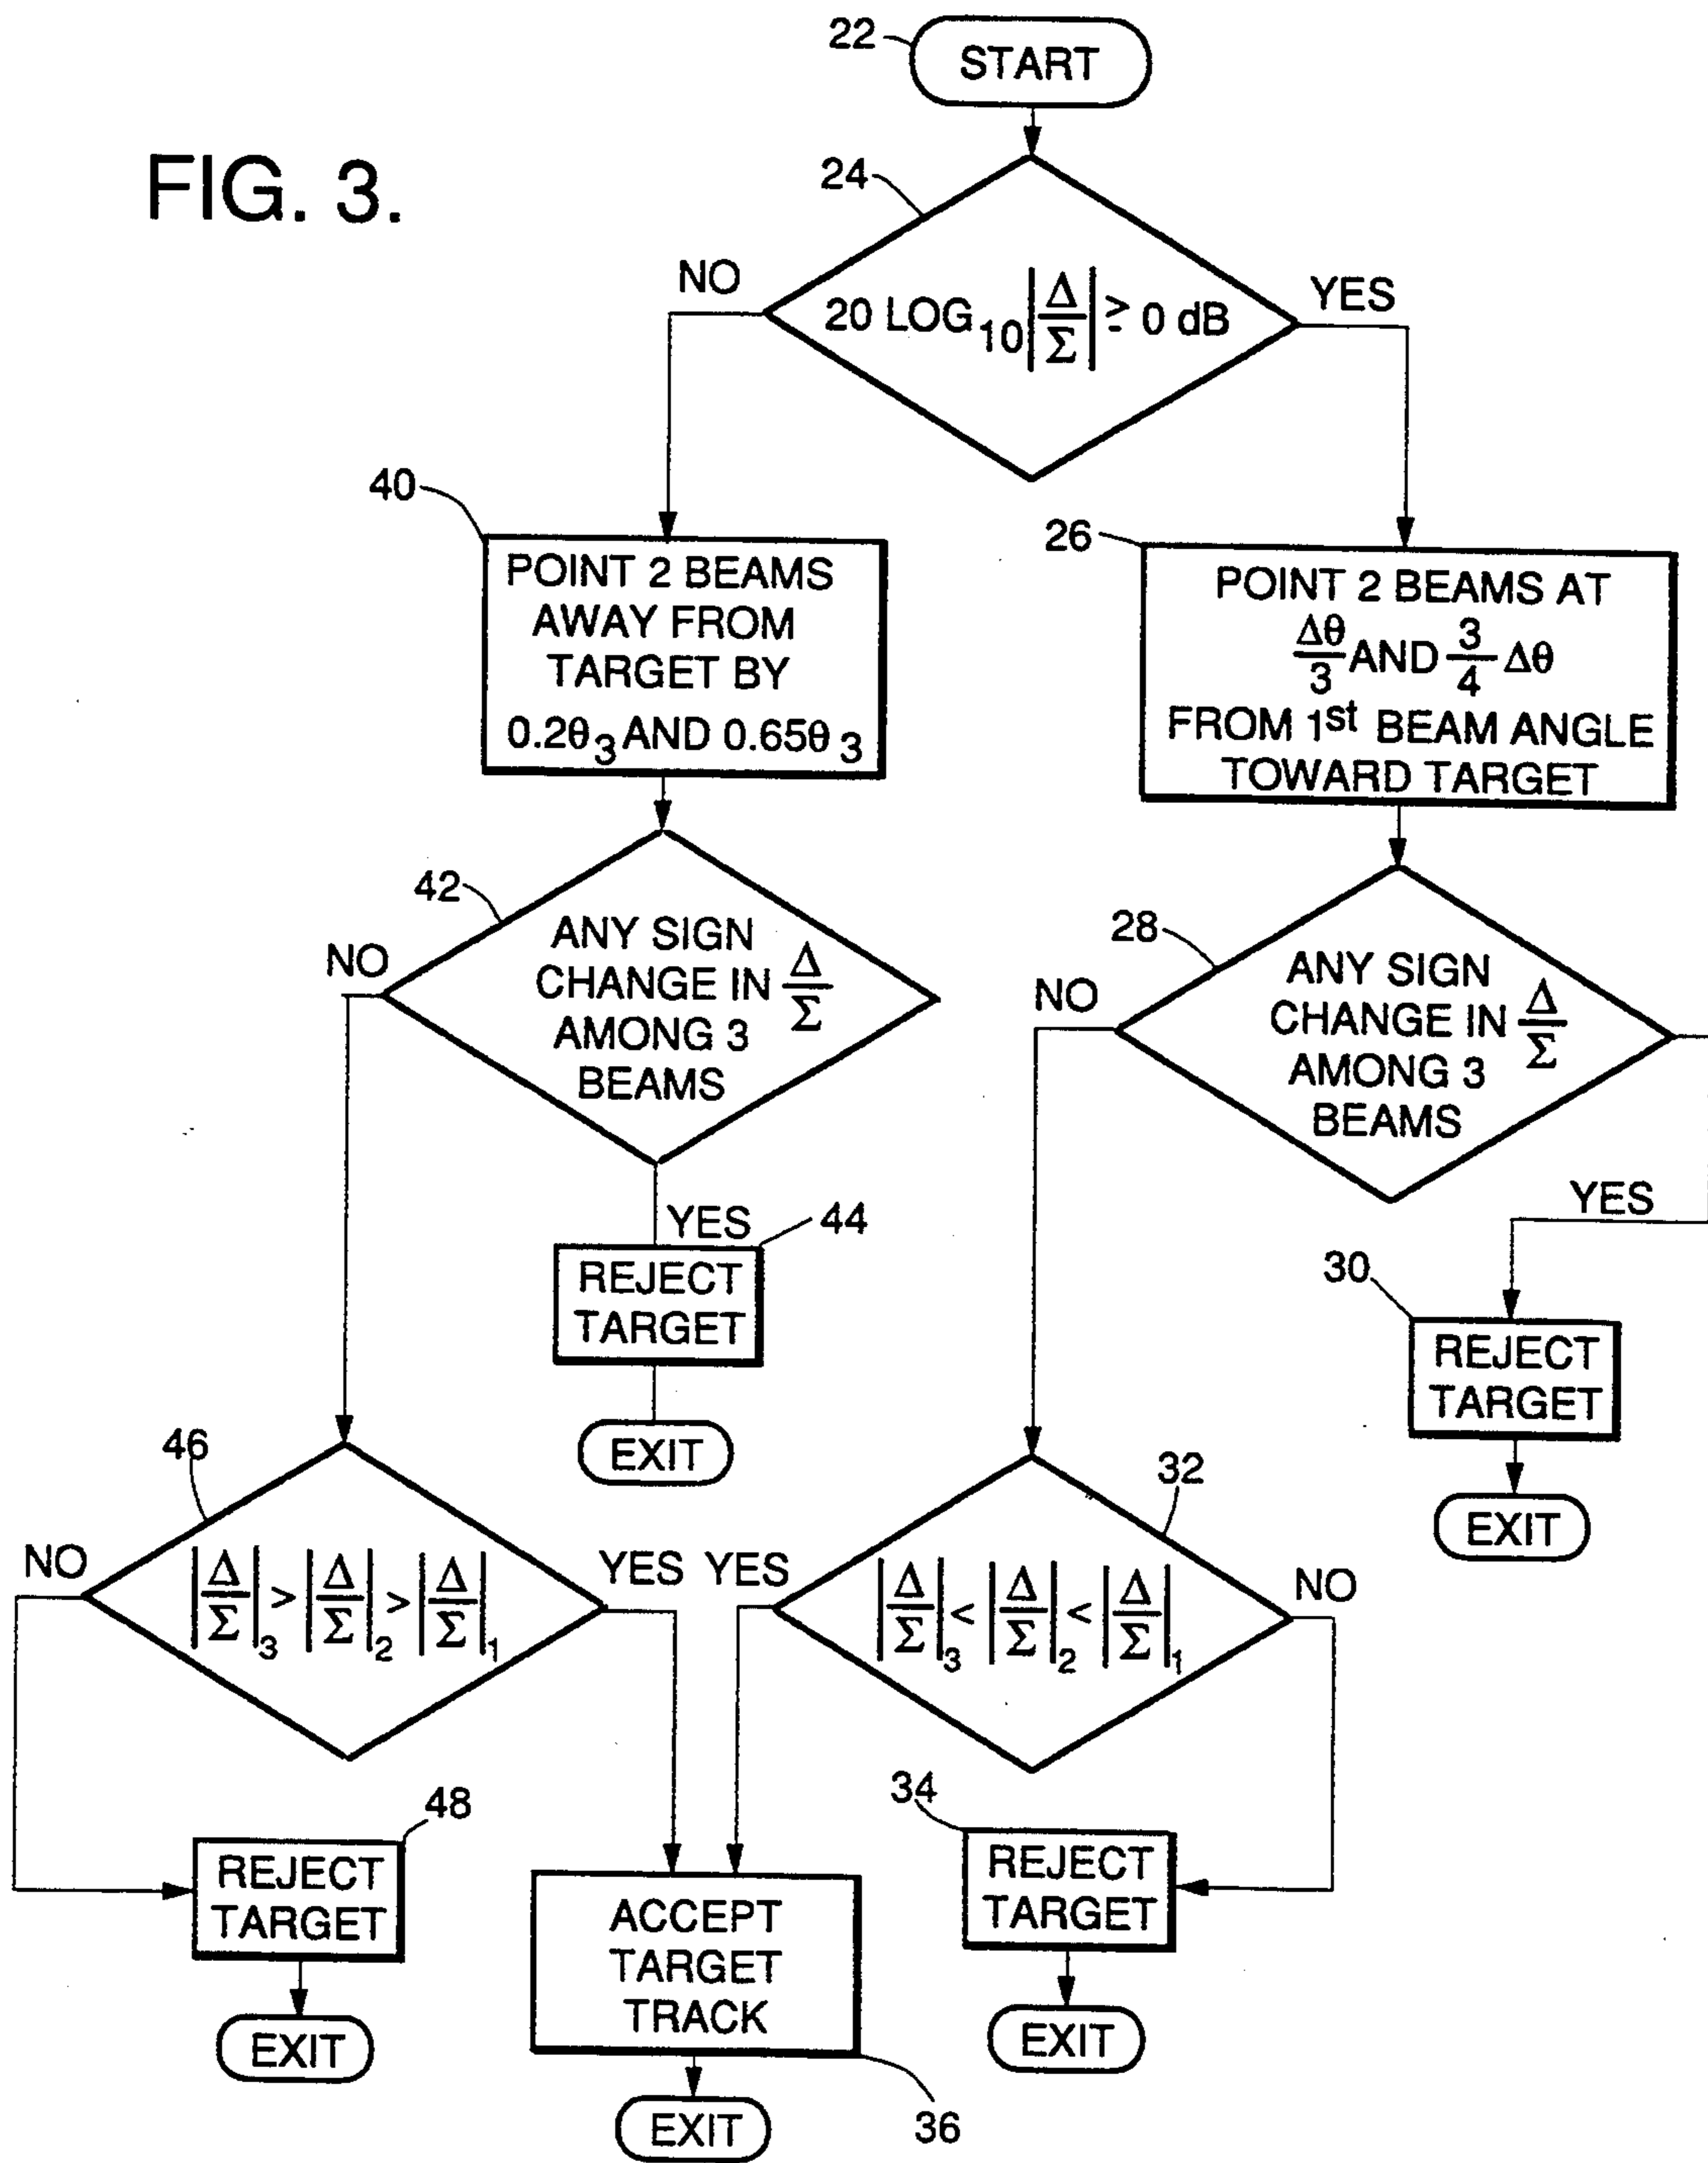 FIG. 3.
22
START
24
20 LOG₁₀|Δ/Σ| ≥ 0 dB
NO
YES
40
POINT 2 BEAMS
AWAY FROM
TARGET BY
0.2θ₃ AND 0.65θ₃
26
POINT 2 BEAMS AT
Δθ/3 AND 3/4 Δθ
FROM 1st BEAM ANGLE
TOWARD TARGET
42
ANY SIGN
CHANGE IN Δ/Σ
AMONG 3
BEAMS
NO
YES
44
REJECT
TARGET
EXIT
28
ANY SIGN
CHANGE IN Δ/Σ
AMONG 3
BEAMS
NO
YES
30
REJECT
TARGET
EXIT
46
|Δ/Σ|₃ > |Δ/Σ|₂ > |Δ/Σ|₁
NO
YES
32
|Δ/Σ|₃ < |Δ/Σ|₂ < |Δ/Σ|₁
YES
NO
48
REJECT
TARGET
EXIT
ACCEPT
TARGET
TRACK
36
EXIT
34
REJECT
TARGET
EXIT